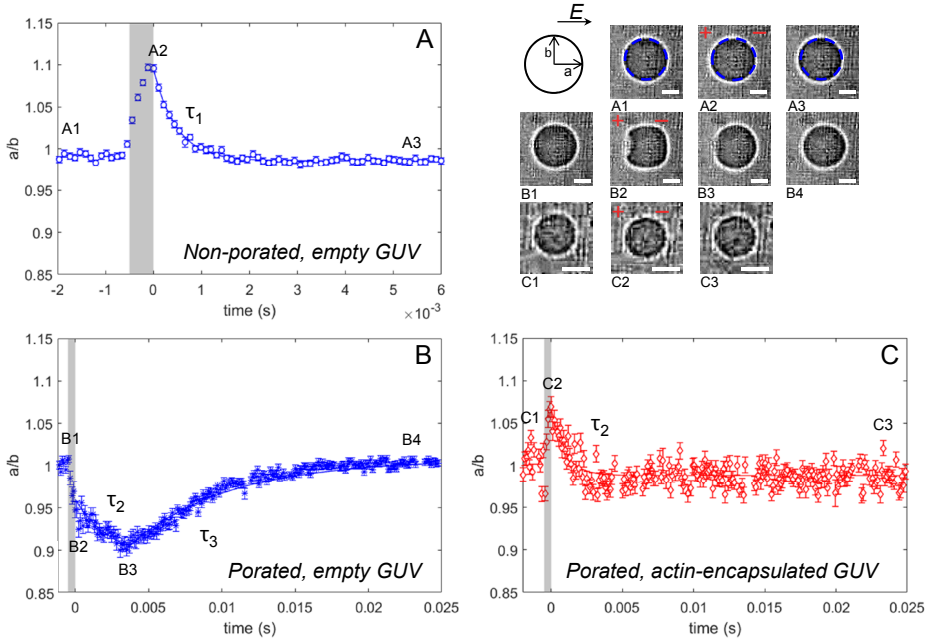 A
1.15
1.1
1.05
1
0.95
0.9
0.85
a/b
A1
A2
A3
τ1
Non-porated, empty GUV
-2 -1 0 1 2 3 4 5 6
time (s)
× 10-3
E
b
a
+ −
A1 A2 A3
+ −
B1 B2 B3 B4
+ −
C1 C2 C3
B
1.15
1.1
1.05
1
0.95
0.9
0.85
a/b
B1
B2
B3
B4
τ2
τ3
Porated, empty GUV
0 0.005 0.01 0.015 0.02 0.025
time (s)
C
1.15
1.1
1.05
1
0.95
0.9
0.85
a/b
C1
C2
C3
τ2
Porated, actin-encapsulated GUV
0 0.005 0.01 0.015 0.02 0.025
time (s)